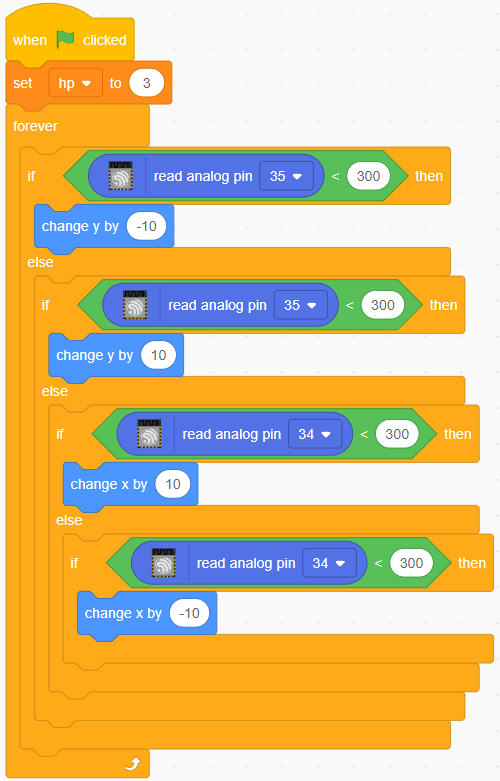 when clicked
set hp to 3
forever
if read analog pin 35 < 300 then
change y by -10
else
if read analog pin 35 < 300 then
change y by 10
else
if read analog pin 34 < 300 then
change x by 10
else
if read analog pin 34 < 300 then
change x by -10